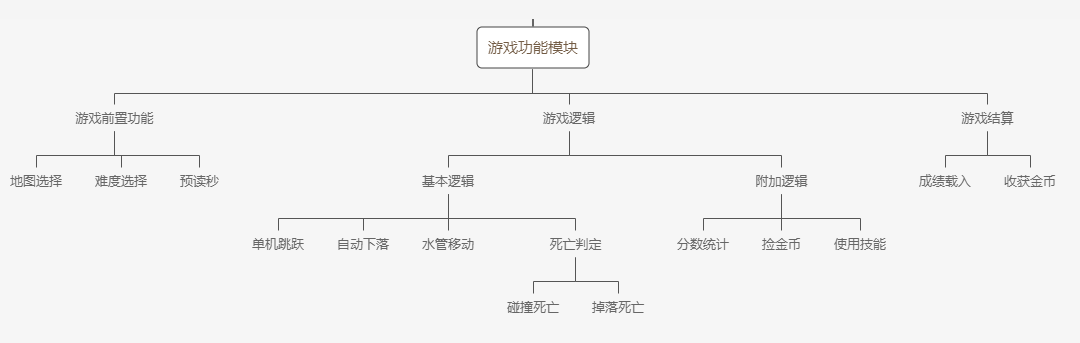 游戏功能模块
游戏前置功能
游戏逻辑
游戏结算
地图选择
难度选择
预读秒
基本逻辑
附加逻辑
成绩载入
收获金币
单机跳跃
自动下落
水管移动
死亡判定
分数统计
捡金币
使用技能
碰撞死亡
掉落死亡